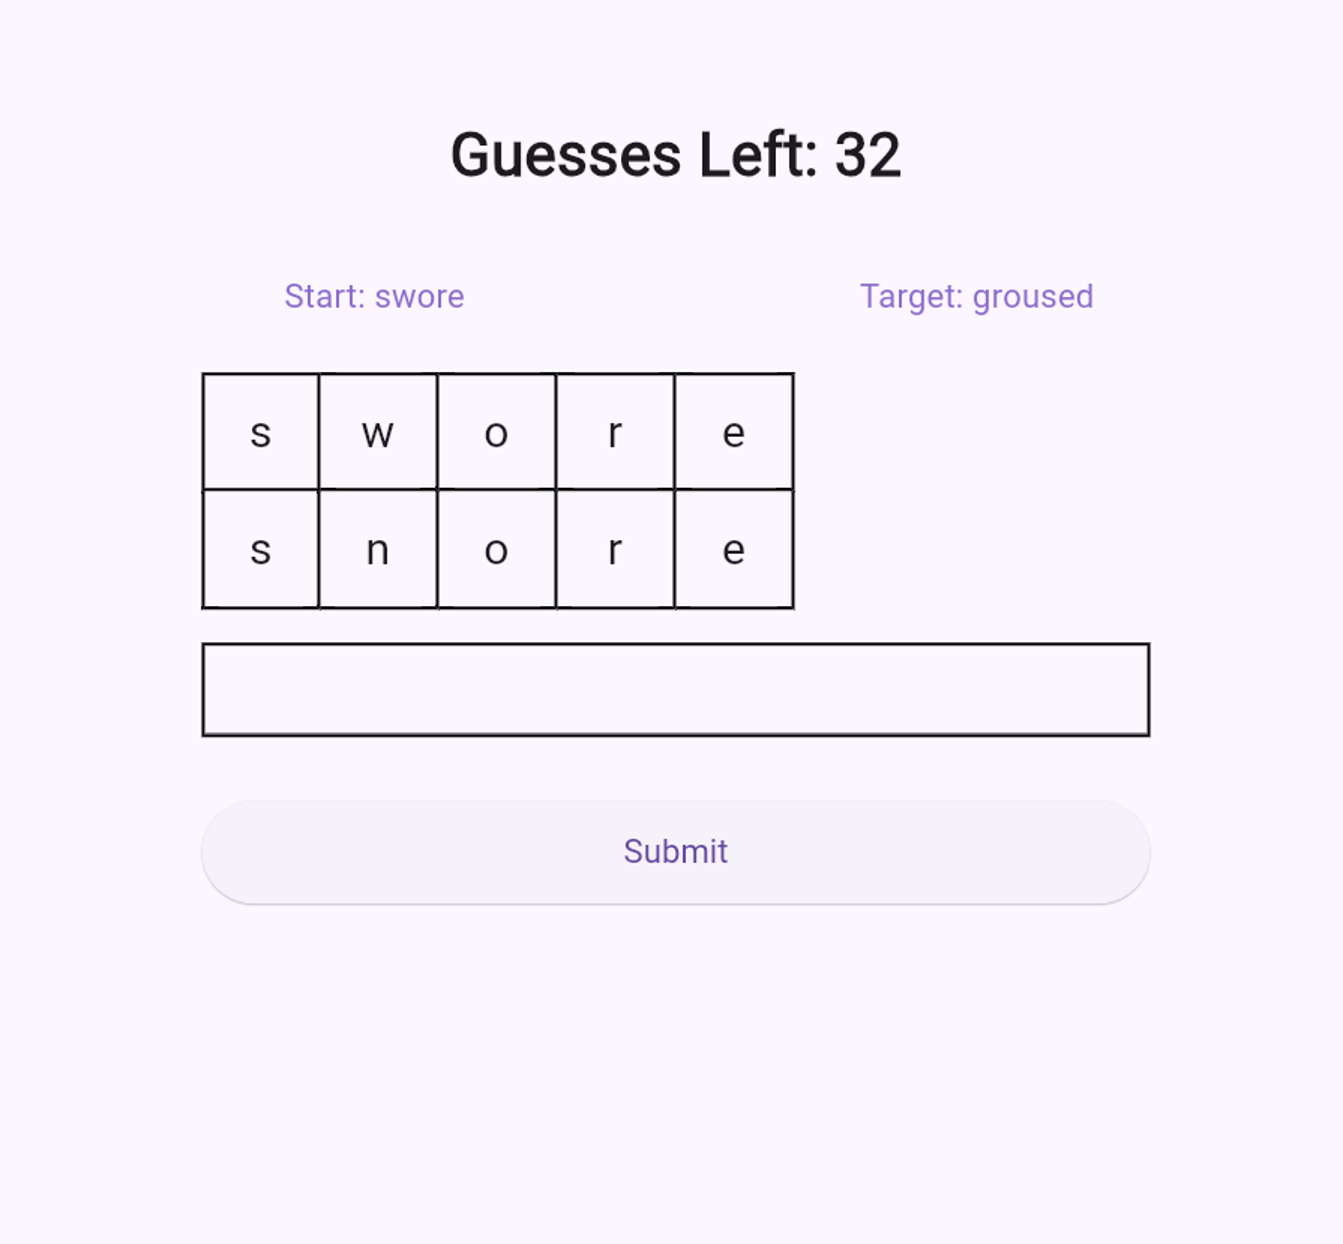 Guesses Left: 32
Start: swore Target: groused
s w o r e
s n o r e
Submit